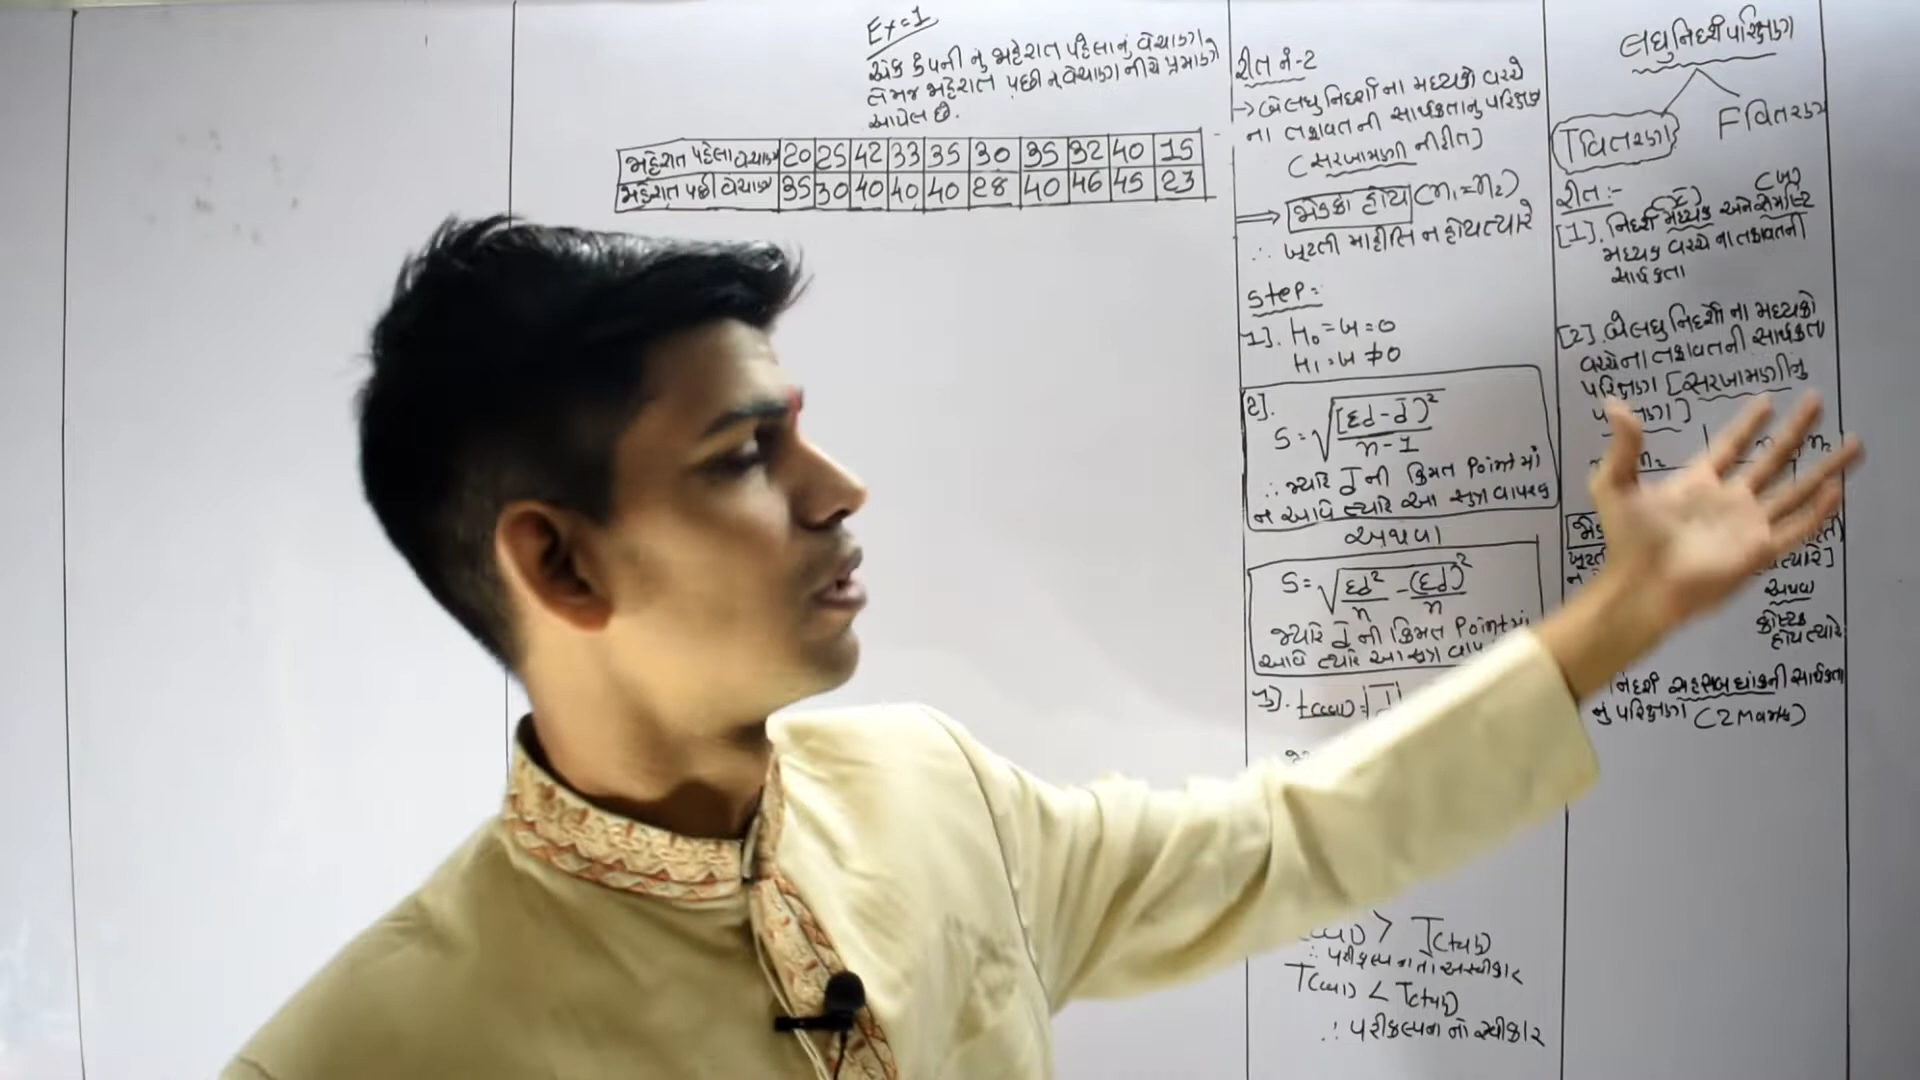 Ex=1
એક કંપની નું જાહેરાત પહેલાનું વેચાણ
તેમજ જાહેરાત પછીનું વેચાણ નીચે પ્રમાણે
આપેલ છે.
જાહેરાત પહેલા વેચાણ 20 25 42 33 35 30 35 32 40 15
જાહેરાત પછી વેચાણ 35 30 40 40 40 28 40 46 45 23
રીત નં-2
→ બે લઘુ નિદર્શો ના મધ્યકો વચ્ચે
ના તફાવત ની સાર્થકતાનું પરિક્ષણ
(સરખામણી ની રીત)
⇒ જોડકા હોય (n₁=n₂)
∴ ખૂટતી માહીતિ ન હોય ત્યારે
Step:-
1]. H₀ = μ = 0
H₁ = μ ≠ 0
2].
S = √[Σd-d̄)²/n-1
∴ જ્યારે d̄ ની કિંમત Point માં
ન આવે ત્યારે આ સુત્ર વાપરવુ
અથવા
S = √Σd²/n - (Σd)²/n
જ્યારે d̄ ની કિંમત Point માં
આવે ત્યારે આ સુત્ર
3]. t(cal) =
> T(tab)
∴ પરીકલ્પના નો અસ્વીકાર
T(cal) < T(tab)
∴ પરીકલ્પના નો સ્વીકાર
લઘુ નિદર્શ પરિક્ષણ
T વિતરણ
F વિતરણ
રીત:-
[1]. નિદર્શ મધ્યક (x̄) અને સમષ્ટિ (μ)
મધ્યક વચ્ચે ના તફાવતની
સાર્થકતા
[2]. બે લઘુ નિદર્શો ના મધ્યકો
વચ્ચેના તફાવતની સાર્થકતા
પરિક્ષણ [સરખામણીનું
n₂
ત્યારે]
અથવા
કોષ્ટક
હોય ત્યારે
નિદર્શ સહસંબંધાંકની સાર્થકતા
નું પરિક્ષણ (2 Marks)